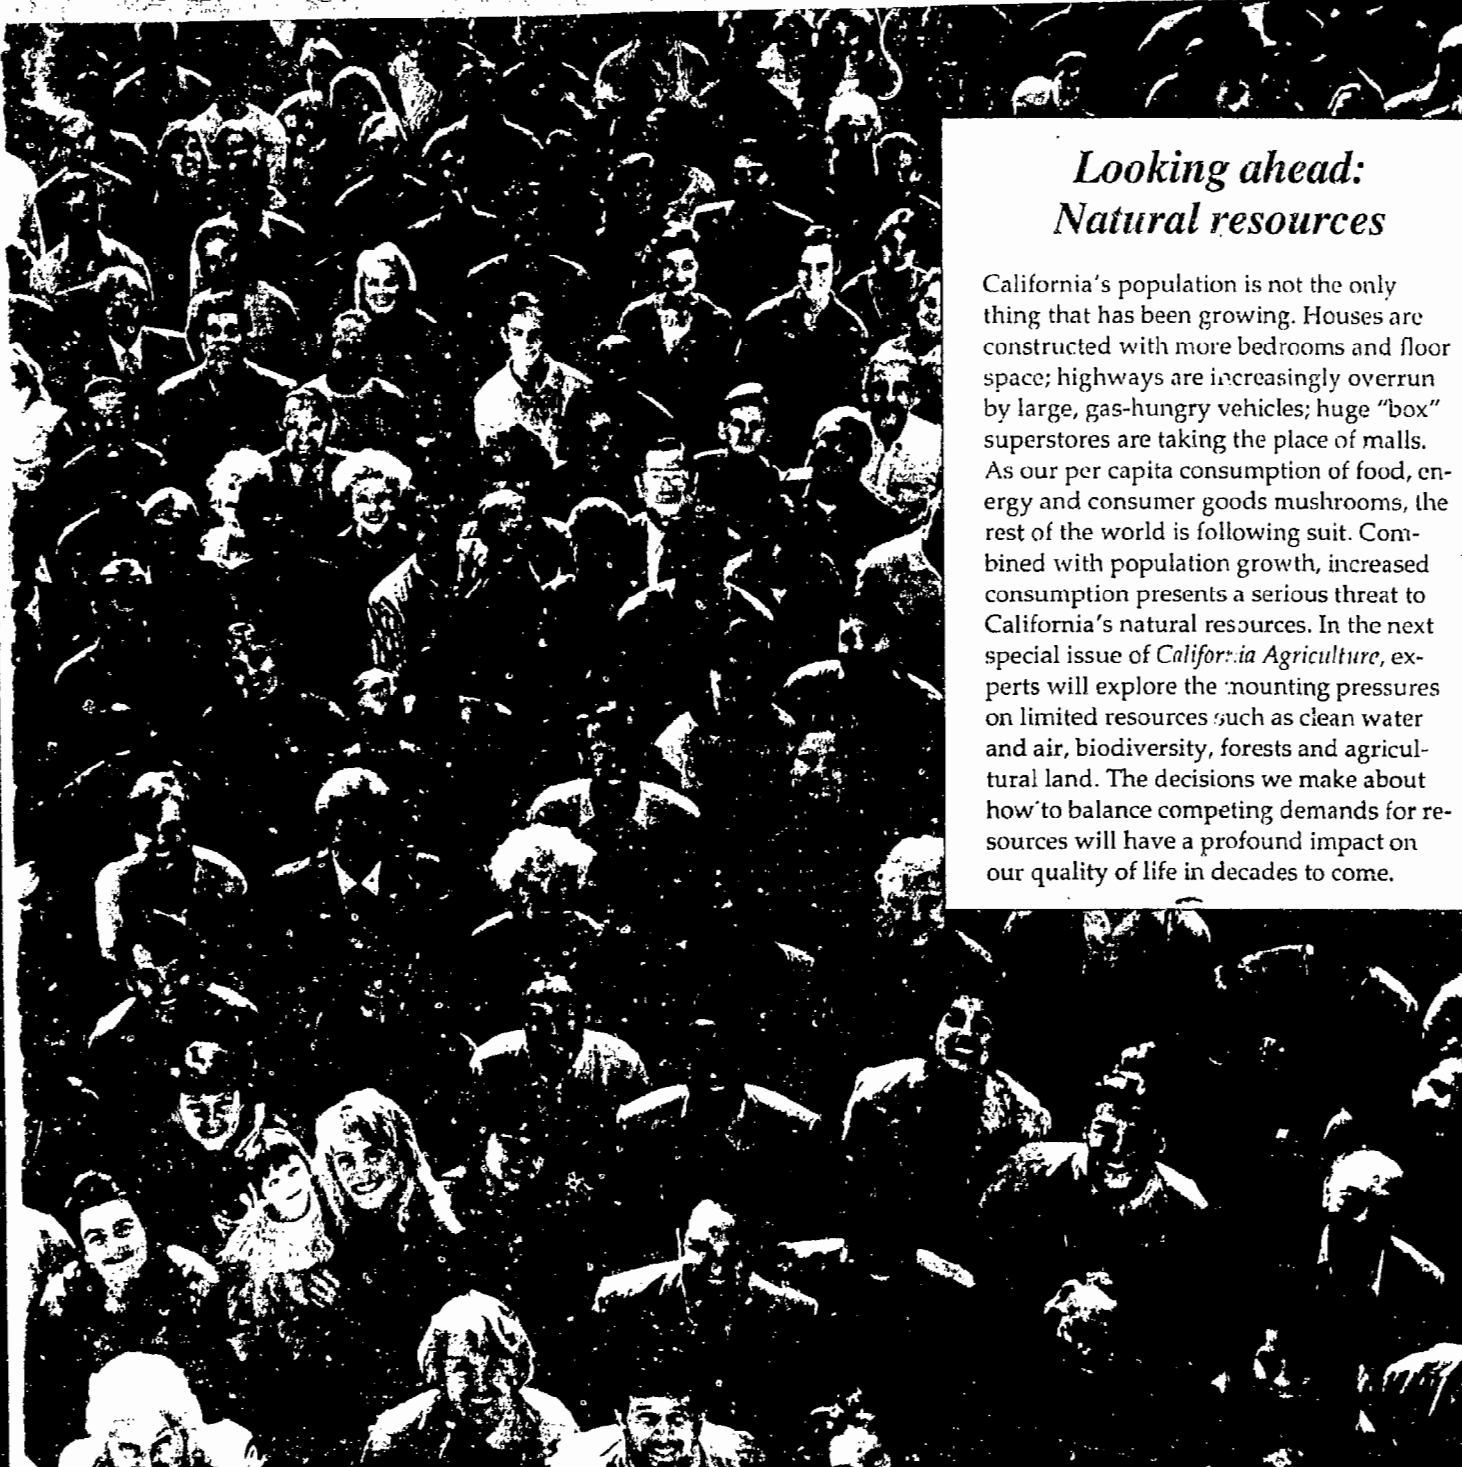 Looking ahead:
Natural resources
California's population is not the only
thing that has been growing. Houses are
constructed with more bedrooms and floor
space; highways are increasingly overrun
by large, gas-hungry vehicles; huge "box"
superstores are taking the place of malls.
As our per capita consumption of food, en-
ergy and consumer goods mushrooms, the
rest of the world is following suit. Com-
bined with population growth, increased
consumption presents a serious threat to
California's natural resources. In the next
special issue of California Agriculture, ex-
perts will explore the mounting pressures
on limited resources such as clean water
and air, biodiversity, forests and agricul-
tural land. The decisions we make about
how to balance competing demands for re-
sources will have a profound impact on
our quality of life in decades to come.